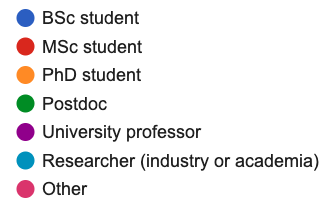 BSc student
MSc student
PhD student
Postdoc
University professor
Researcher (industry or academia)
Other